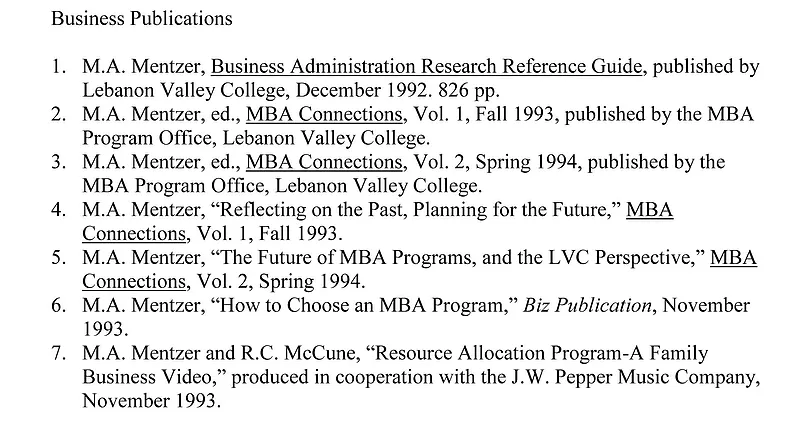 Business Publications
1. M.A. Mentzer, Business Administration Research Reference Guide, published by
Lebanon Valley College, December 1992. 826 pp.
2. M.A. Mentzer, ed., MBA Connections, Vol. 1, Fall 1993, published by the MBA
Program Office, Lebanon Valley College.
3. M.A. Mentzer, ed., MBA Connections, Vol. 2, Spring 1994, published by the
MBA Program Office, Lebanon Valley College.
4. M.A. Mentzer, “Reflecting on the Past, Planning for the Future,” MBA
Connections, Vol. 1, Fall 1993.
5. M.A. Mentzer, “The Future of MBA Programs, and the LVC Perspective,” MBA
Connections, Vol. 2, Spring 1994.
6. M.A. Mentzer, “How to Choose an MBA Program,” Biz Publication, November
1993.
7. M.A. Mentzer and R.C. McCune, “Resource Allocation Program-A Family
Business Video,” produced in cooperation with the J.W. Pepper Music Company,
November 1993.